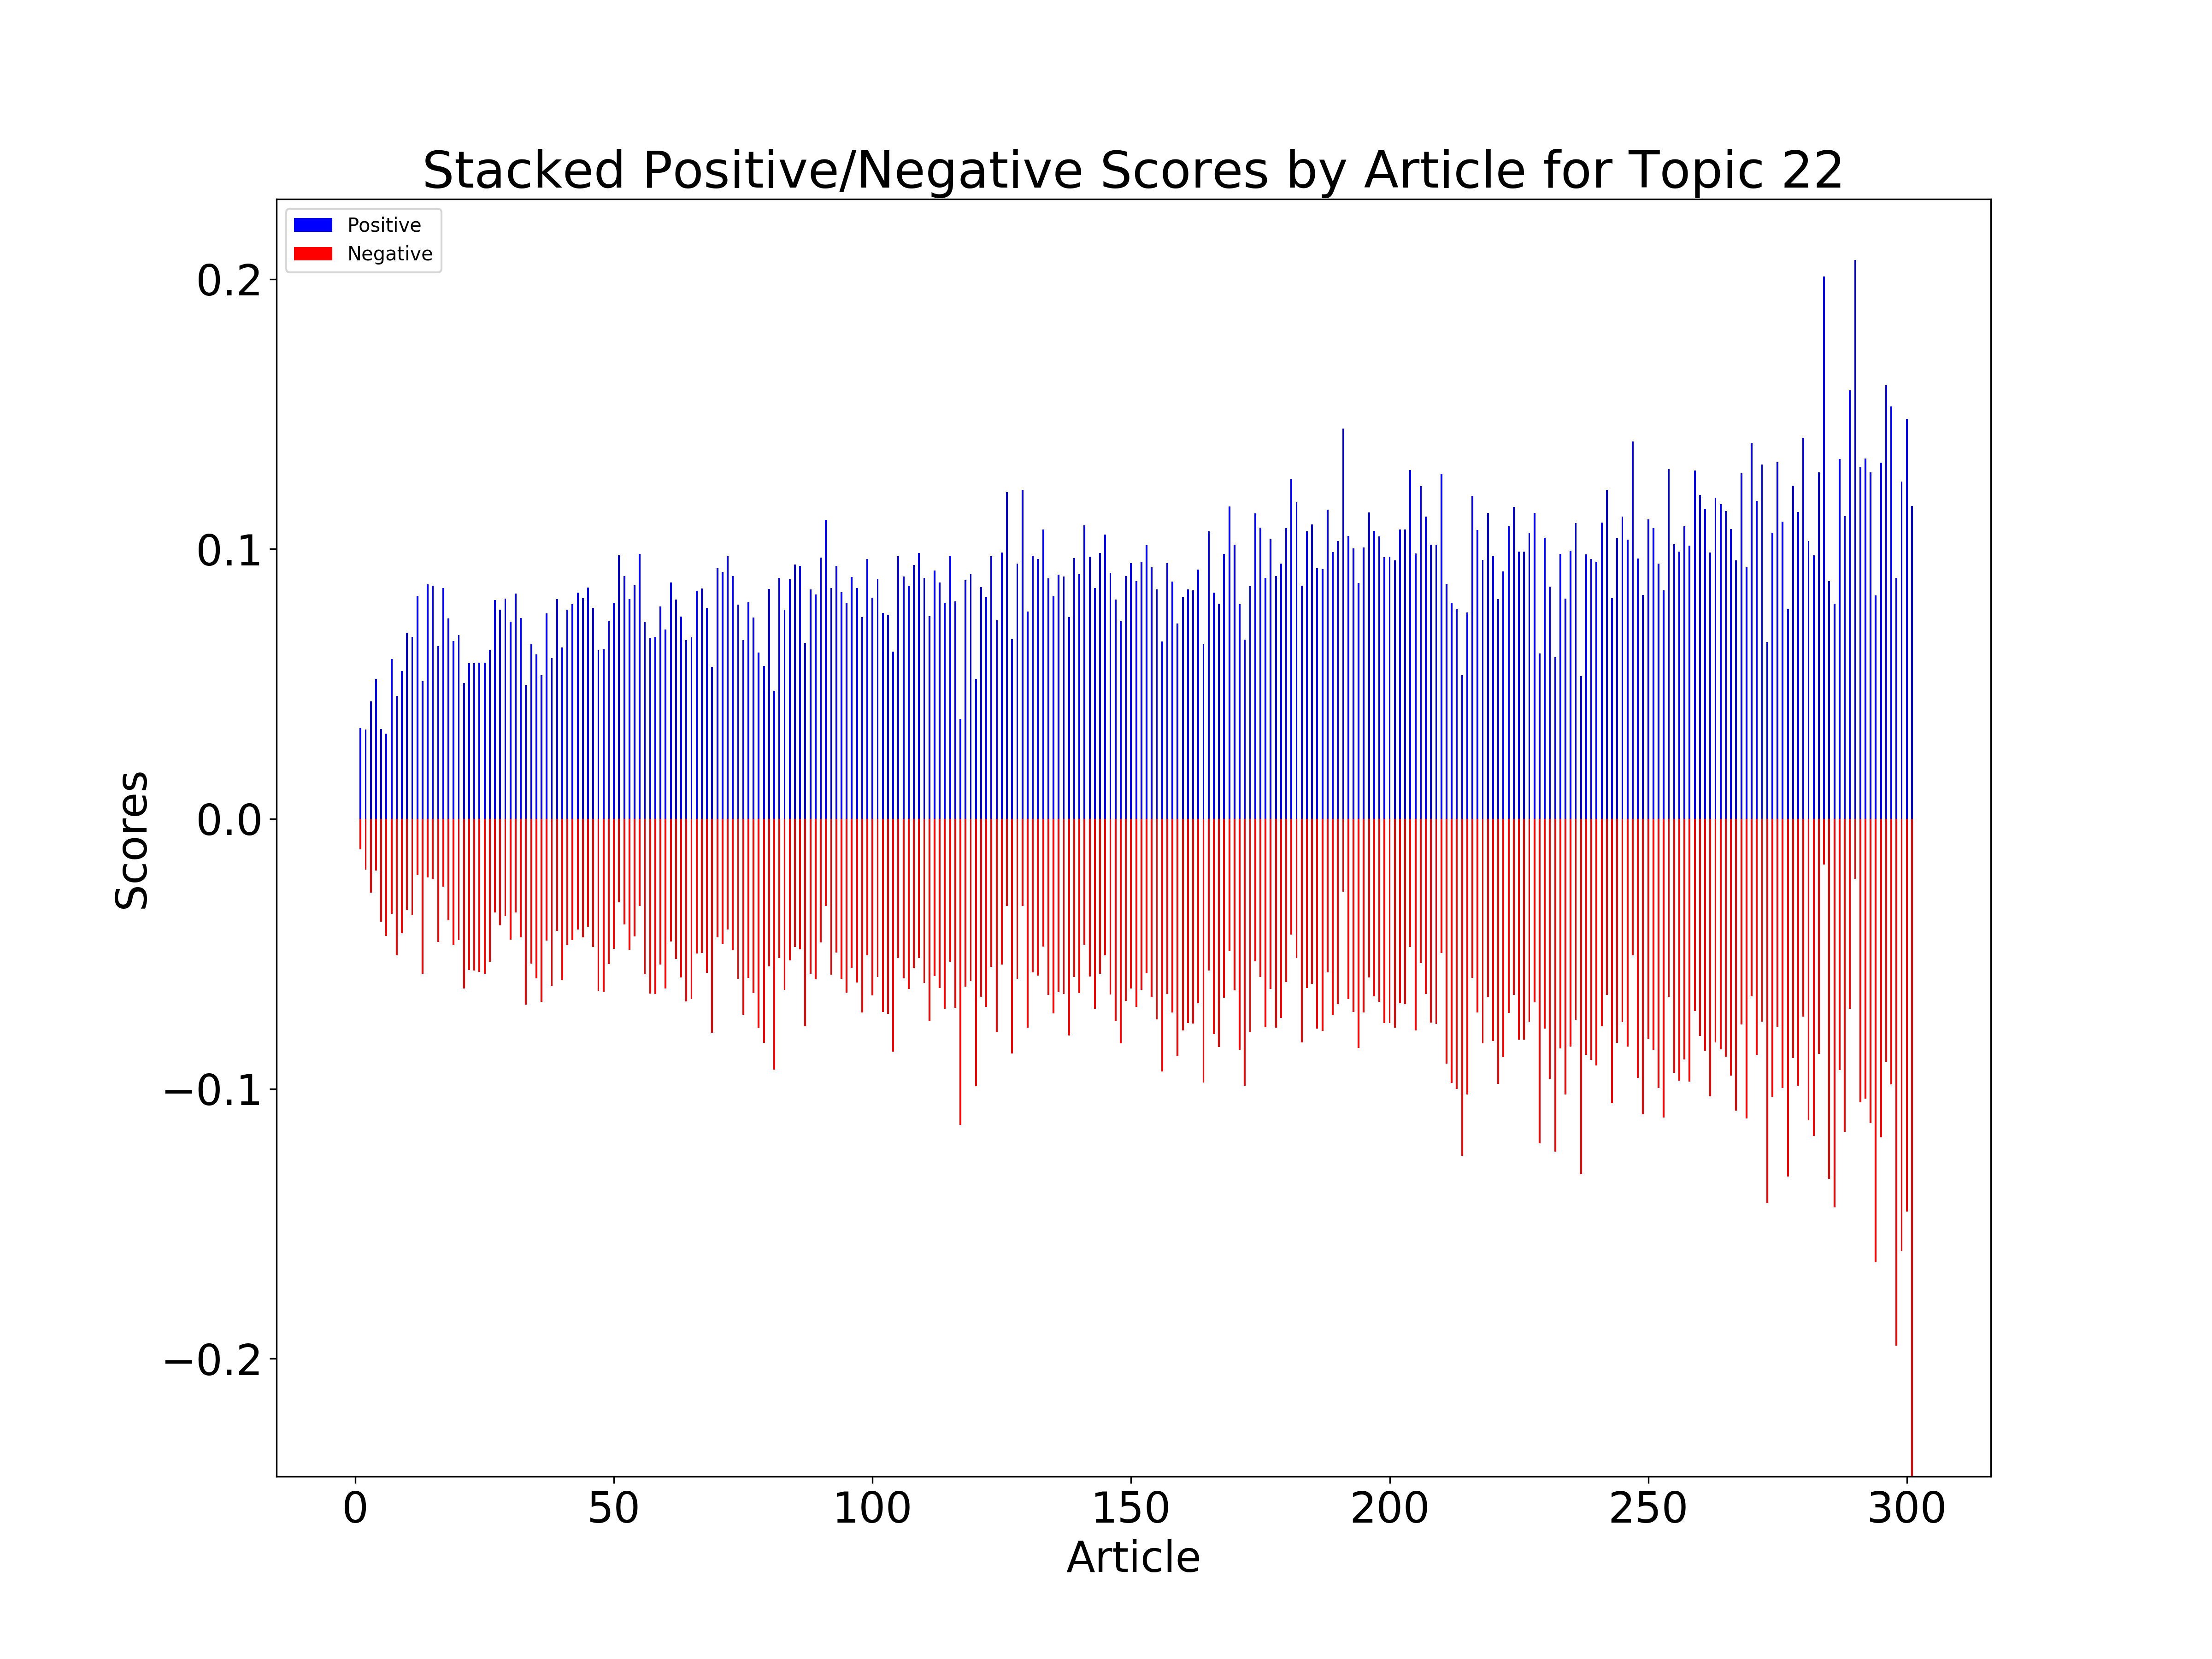 Stacked Positive/Negative Scores by Article for Topic 22
Positive
Negative
0.2
0.1
0.0
−0.1
−0.2
Scores
0 50 100 150 200 250 300
Article